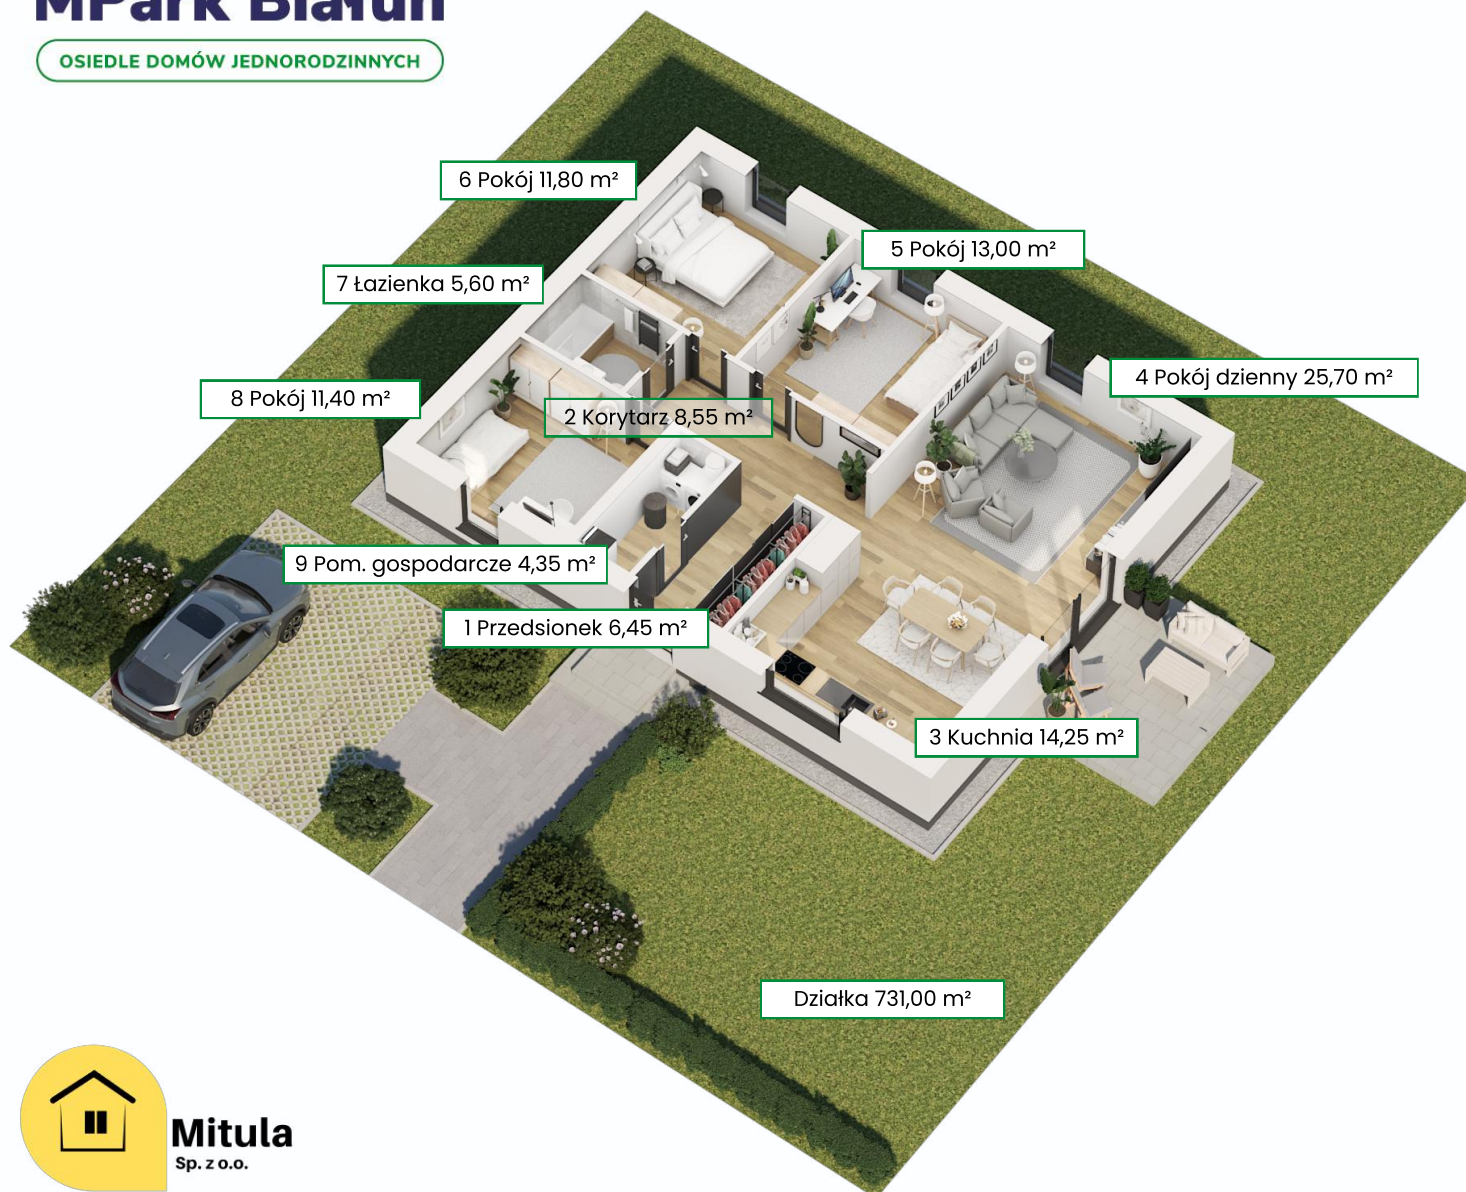 MPark Białuń
OSIEDLE DOMÓW JEDNORODZINNYCH
6 Pokój 11,80 m²
5 Pokój 13,00 m²
7 Łazienka 5,60 m²
4 Pokój dzienny 25,70 m²
8 Pokój 11,40 m²
2 Korytarz 8,55 m²
9 Pom. gospodarcze 4,35 m²
1 Przedsionek 6,45 m²
3 Kuchnia 14,25 m²
Działka 731,00 m²
Mitula
Sp. z o.o.